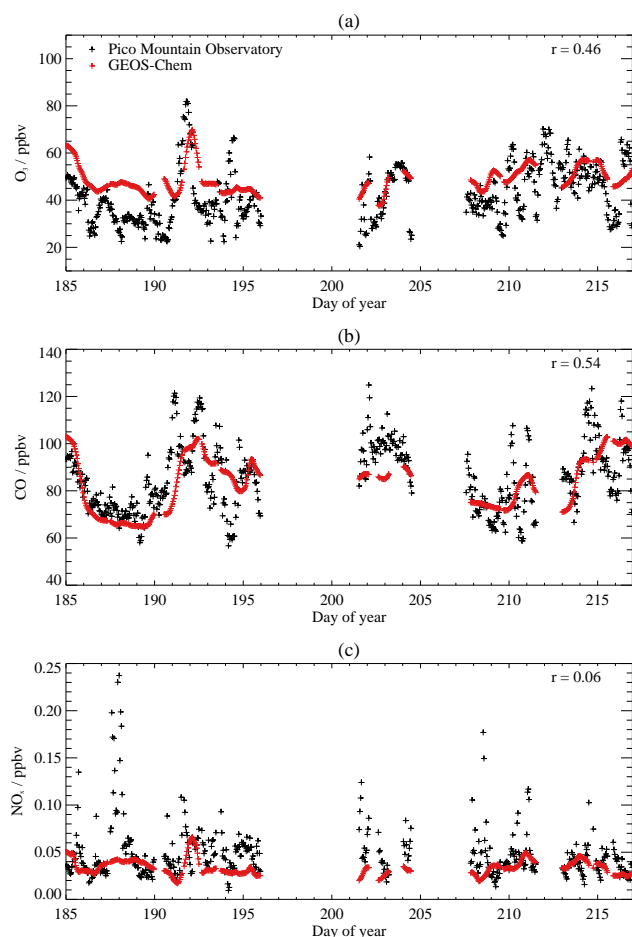 (a)
100
80
60
40
20
O₃ / ppbv
+ Pico Mountain Observatory
+ GEOS-Chem
r = 0.46
185 190 195 200 205 210 215
Day of year
(b)
140
120
100
80
60
40
CO / ppbv
r = 0.54
185 190 195 200 205 210 215
Day of year
(c)
0.25
0.20
0.15
0.10
0.05
0.00
NOₓ / ppbv
r = 0.06
185 190 195 200 205 210 215
Day of year